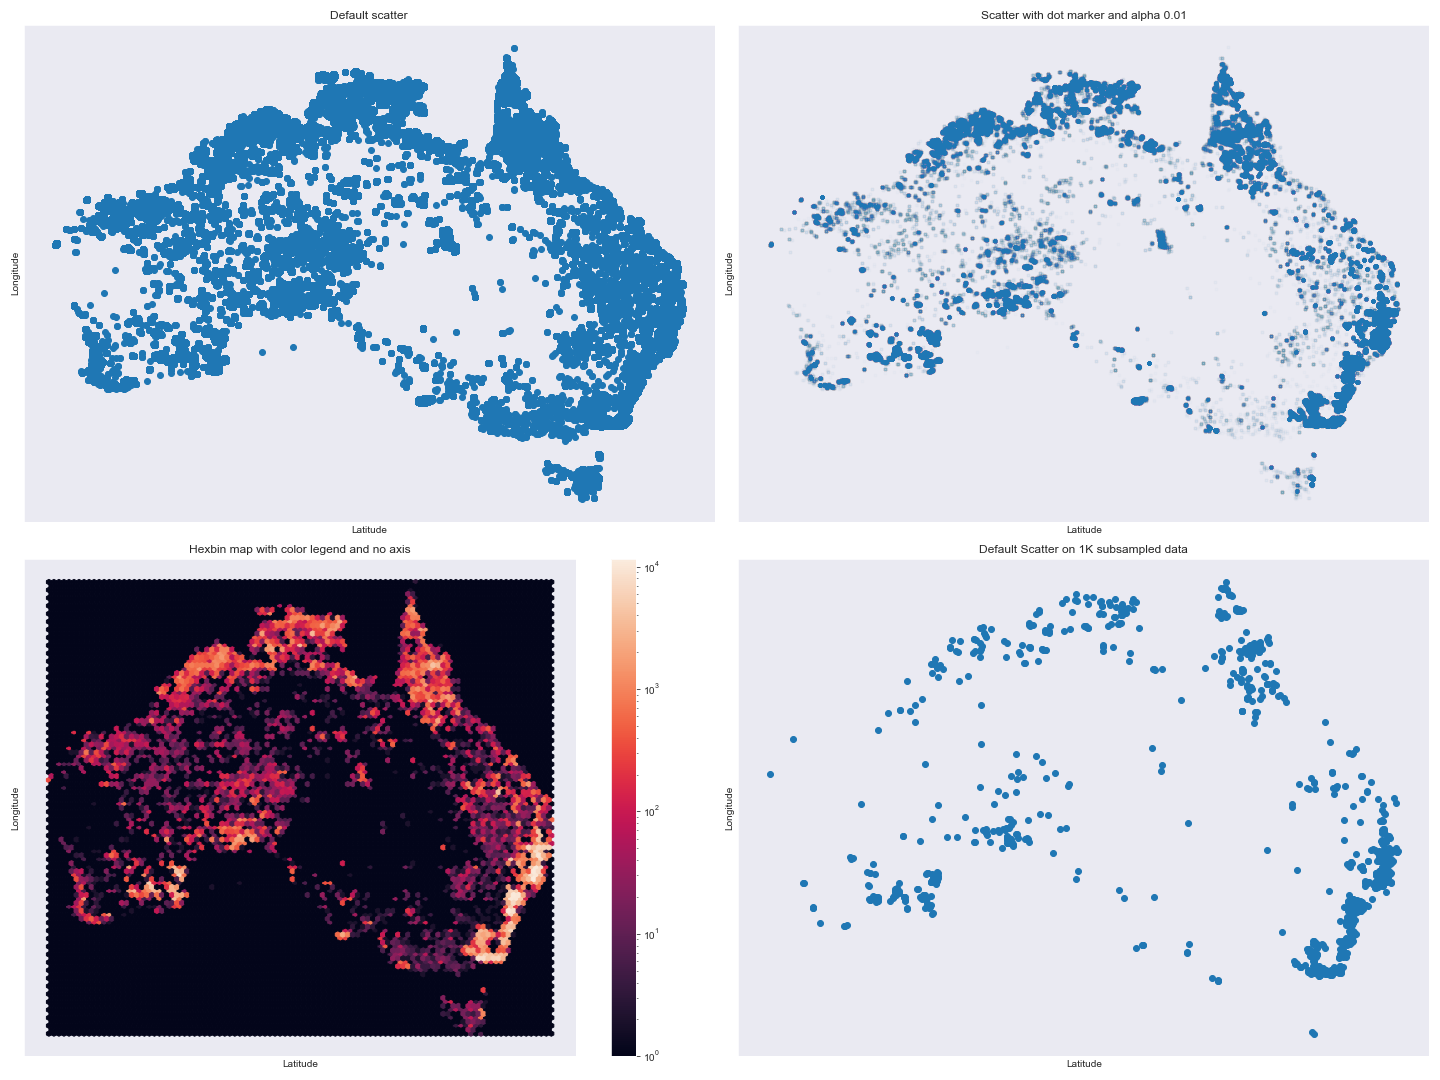 Default scatter
Longitude
Latitude
Scatter with dot marker and alpha 0.01
Longitude
Latitude
Hexbin map with color legend and no axis
Longitude
Latitude
10⁴
10³
10²
10¹
10⁰
Default Scatter on 1K subsampled data
Longitude
Latitude